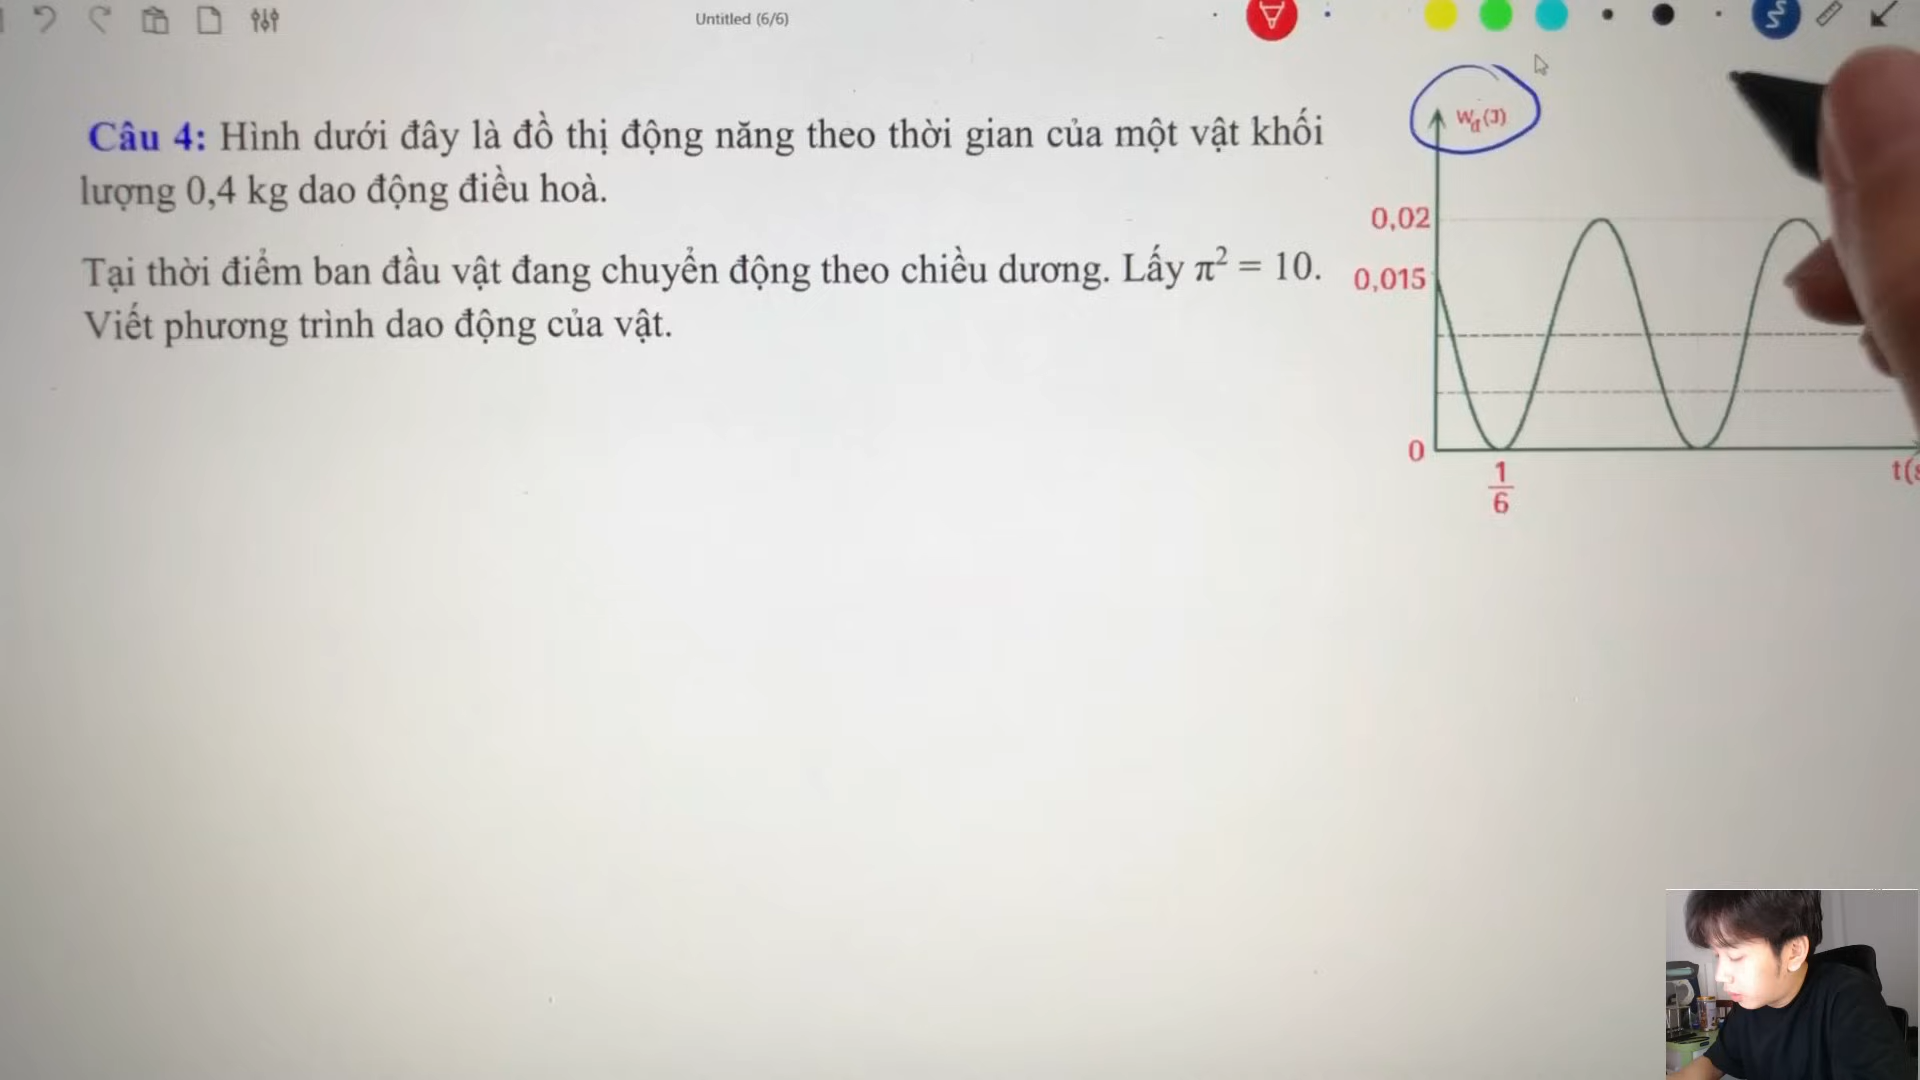 Untitled (6/6)
Câu 4: Hình dưới đây là đồ thị động năng theo thời gian của một vật khối
lượng 0,4 kg dao động điều hoà.
Tại thời điểm ban đầu vật đang chuyển động theo chiều dương. Lấy π² = 10.
Viết phương trình dao động của vật.
Wđ(J)
0,02
0,015
0
1
6
t(s